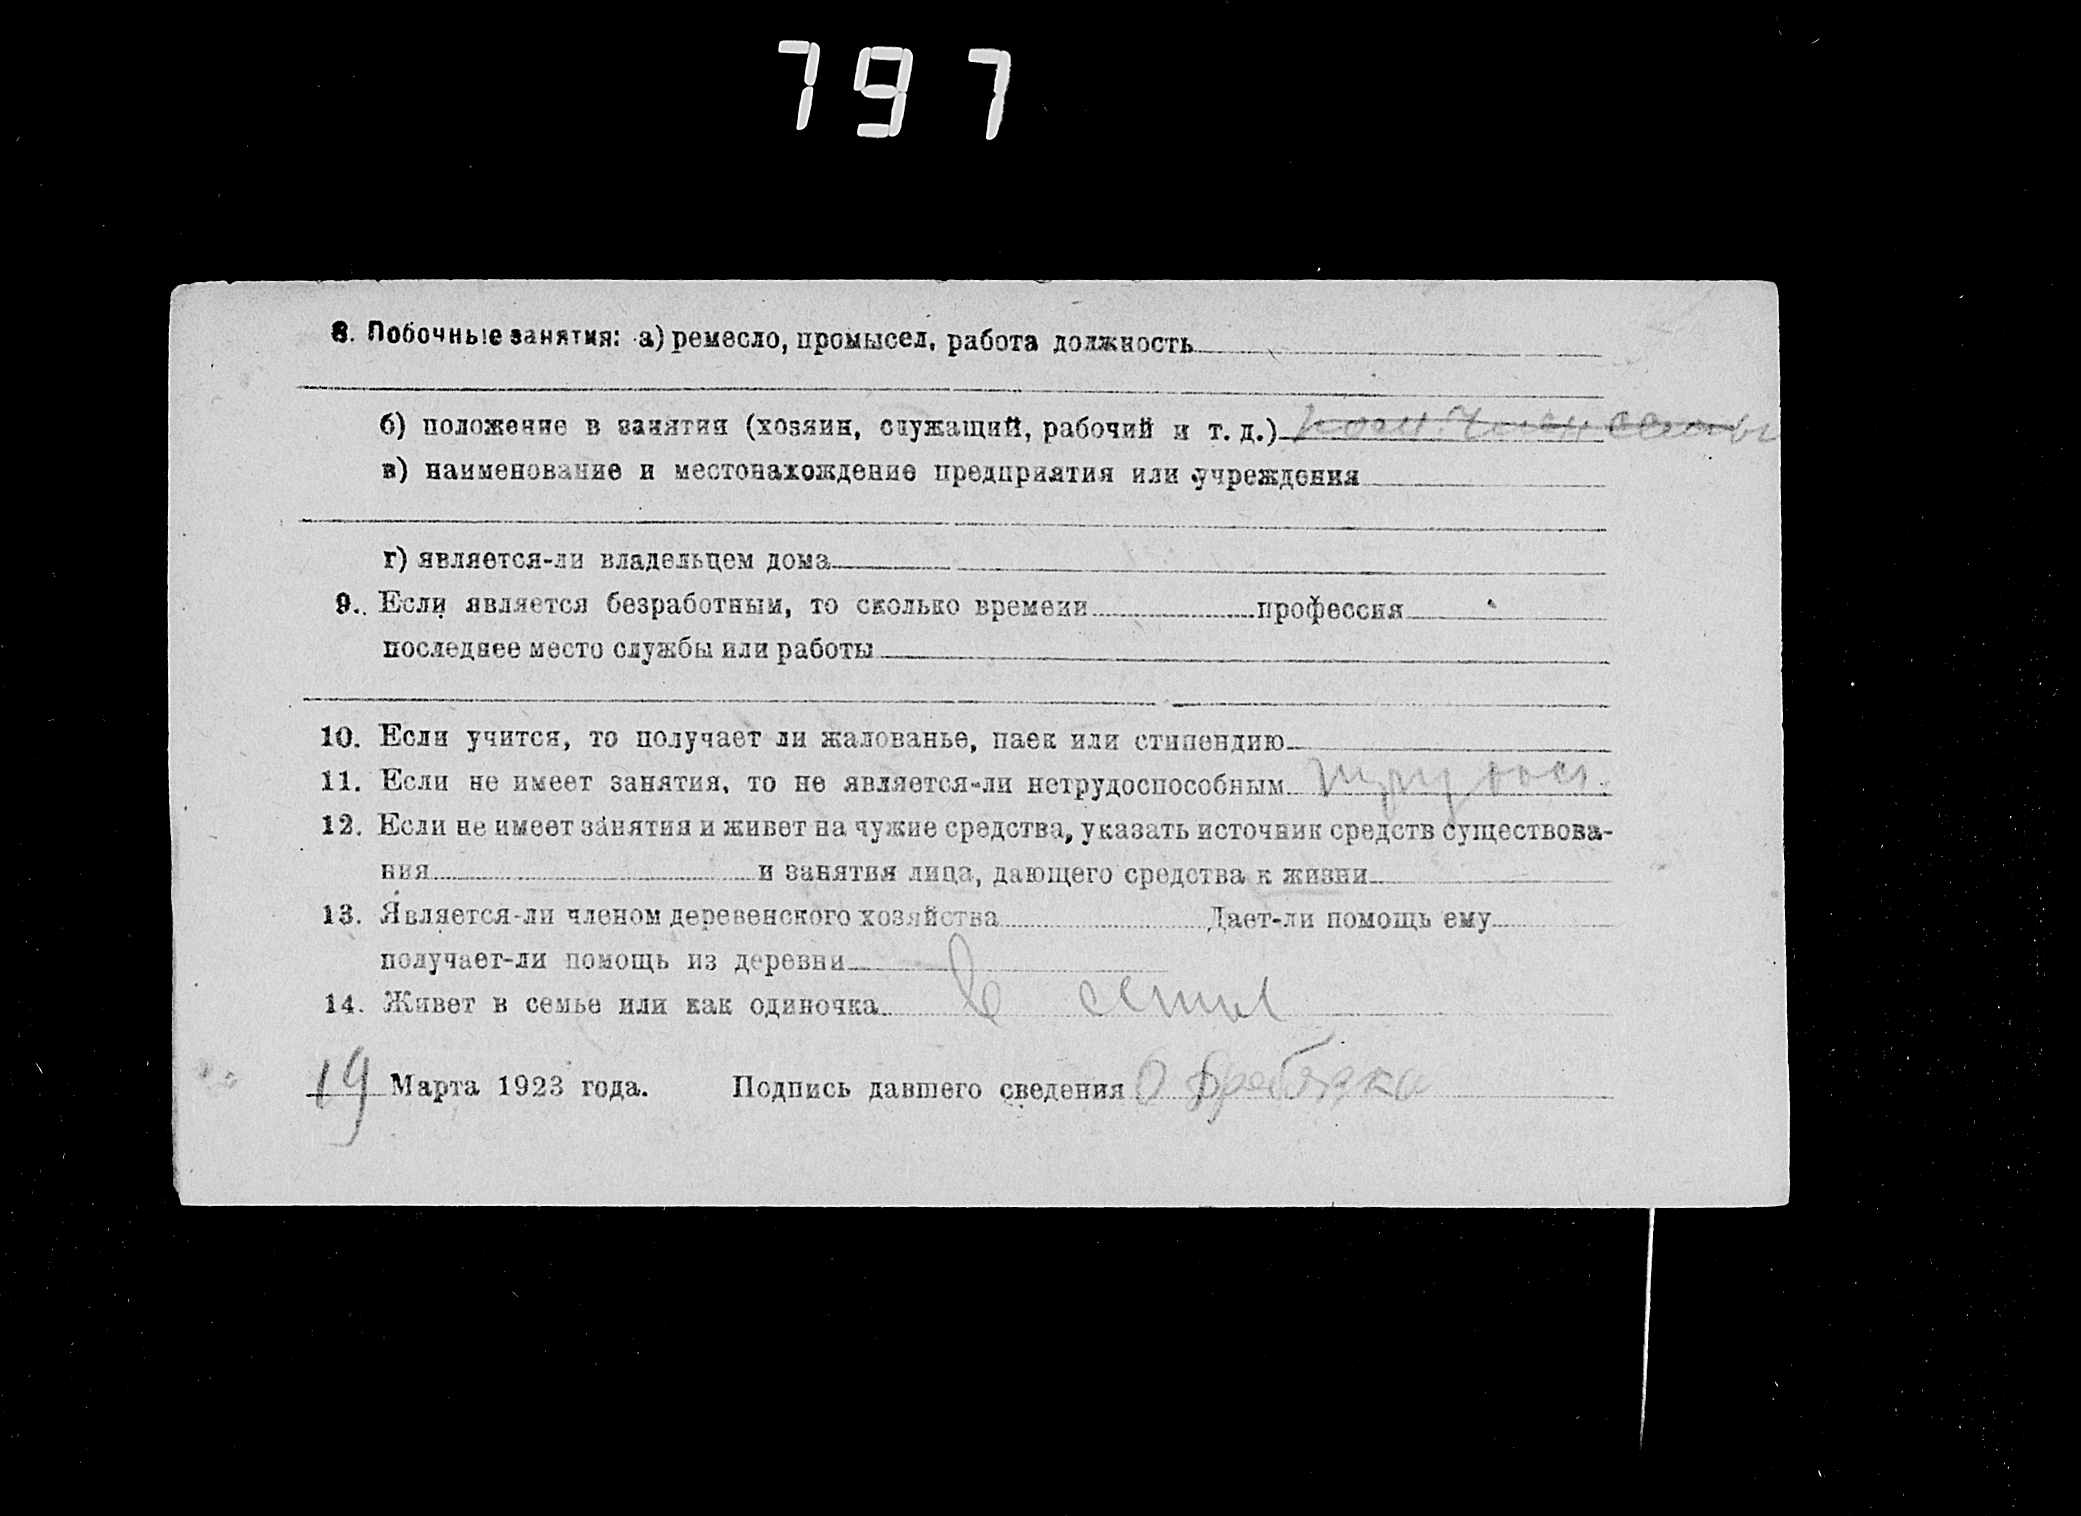 797
8. Побочные занятия: а) ремесло, промысел, работа должность
б) положение в занятии (хозяин, служащий, рабочий и т. д.) член семьи
в) наименование и местонахождение предприятия или учреждения
г) является-ли владельцем дома
9. Если является безработным, то сколько времени профессия
последнее место службы или работы
10. Если учится, то получает ли жалованье, паек или стипендию
11. Если не имеет занятия, то не является-ли нетрудоспособным
12. Если не имеет занятия и живет на чужие средства, указать источник средств существова-
ния и занятия лица, дающего средства к жизни
13. Является-ли членом деревенского хозяйства Дает-ли помощь ему
получает-ли помощь из деревни
14. Живет в семье или как одиночка в семьи
19 Марта 1923 года. Подпись давшего сведения